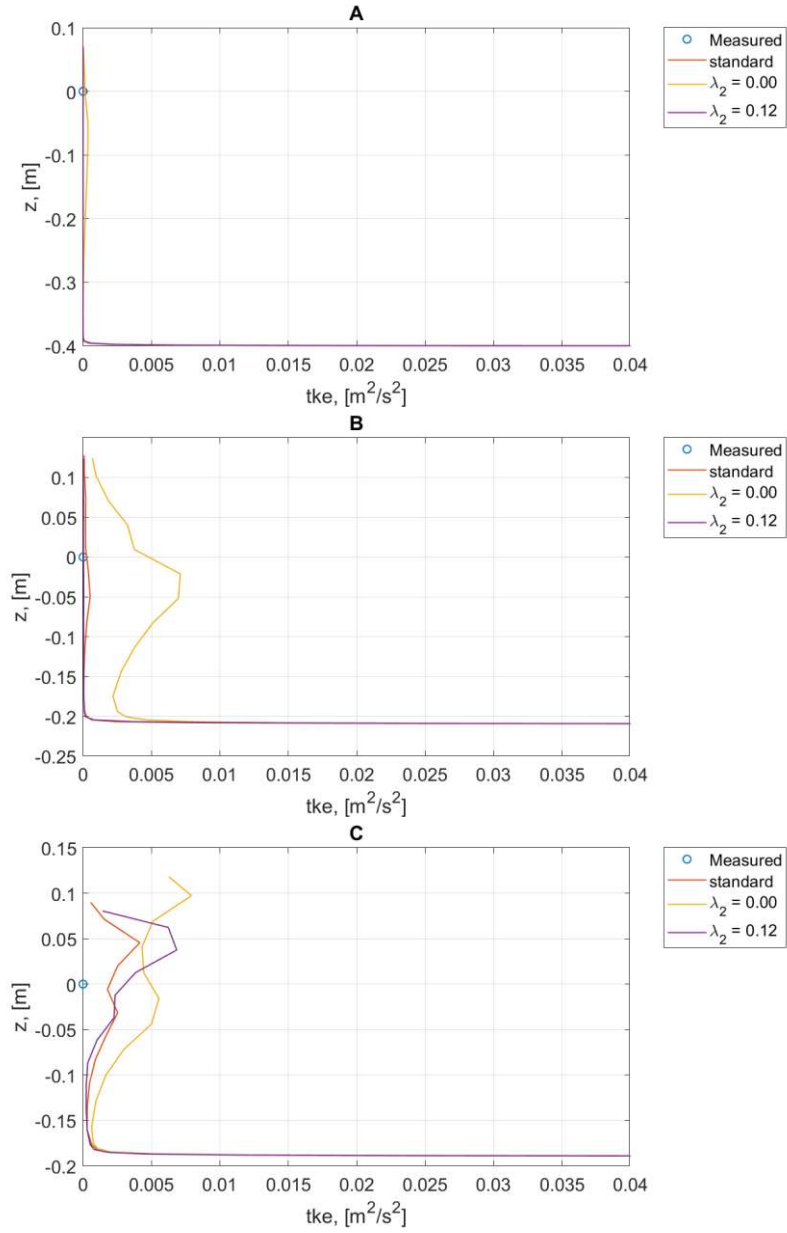 A
0.1
0
-0.1
-0.2
-0.3
-0.4
z, [m]
0 0.005 0.01 0.015 0.02 0.025 0.03 0.035 0.04
tke, [m²/s²]
Measured
standard
λ₂ = 0.00
λ₂ = 0.12
B
0.1
0.05
0
-0.05
-0.1
-0.15
-0.2
-0.25
z, [m]
0 0.005 0.01 0.015 0.02 0.025 0.03 0.035 0.04
tke, [m²/s²]
Measured
standard
λ₂ = 0.00
λ₂ = 0.12
C
0.15
0.1
0.05
0
-0.05
-0.1
-0.15
-0.2
z, [m]
0 0.005 0.01 0.015 0.02 0.025 0.03 0.035 0.04
tke, [m²/s²]
Measured
standard
λ₂ = 0.00
λ₂ = 0.12